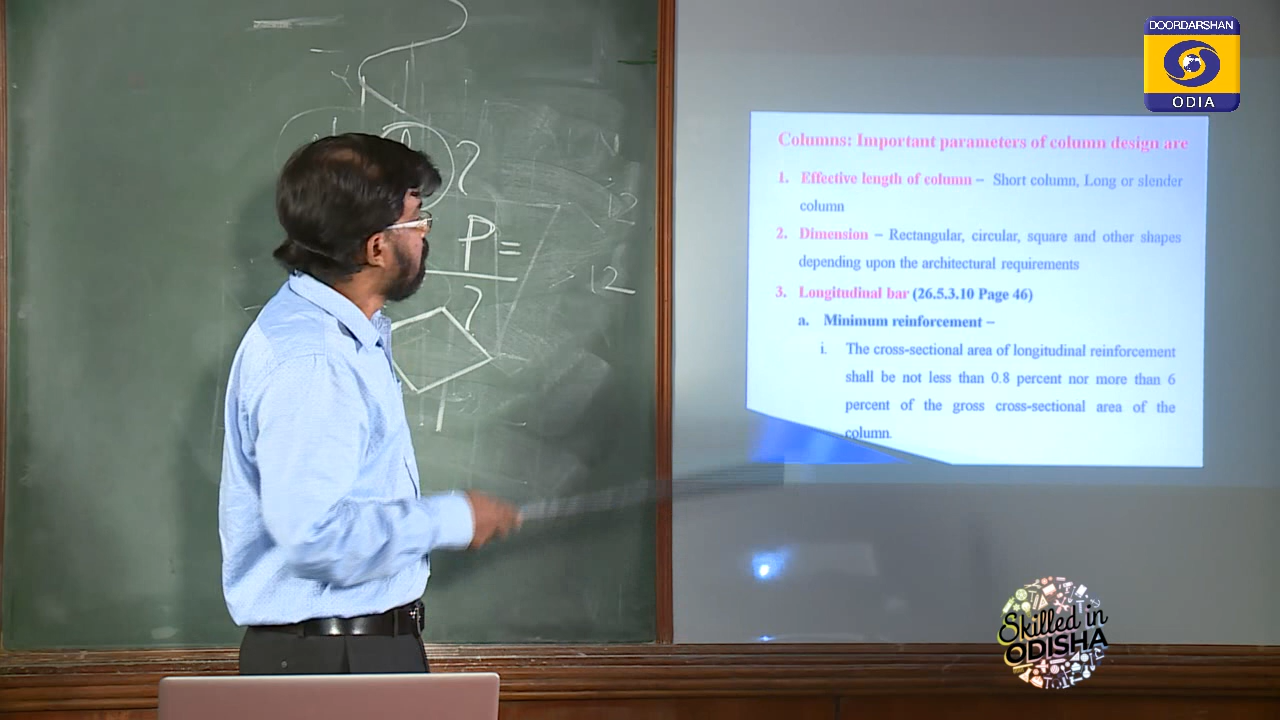 P =
?
12
12
DOORDARSHAN
ODIA
Columns: Important parameters of column design are
1. Effective length of column – Short column, Long or slender
column
2. Dimension – Rectangular, circular, square and other shapes
depending upon the architectural requirements
3. Longitudinal bar (26.5.3.10 Page 46)
a. Minimum reinforcement –
i. The cross-sectional area of longitudinal reinforcement
shall be not less than 0.8 percent nor more than 6
percent of the gross cross-sectional area of the
column.
Skilled in
ODISHA